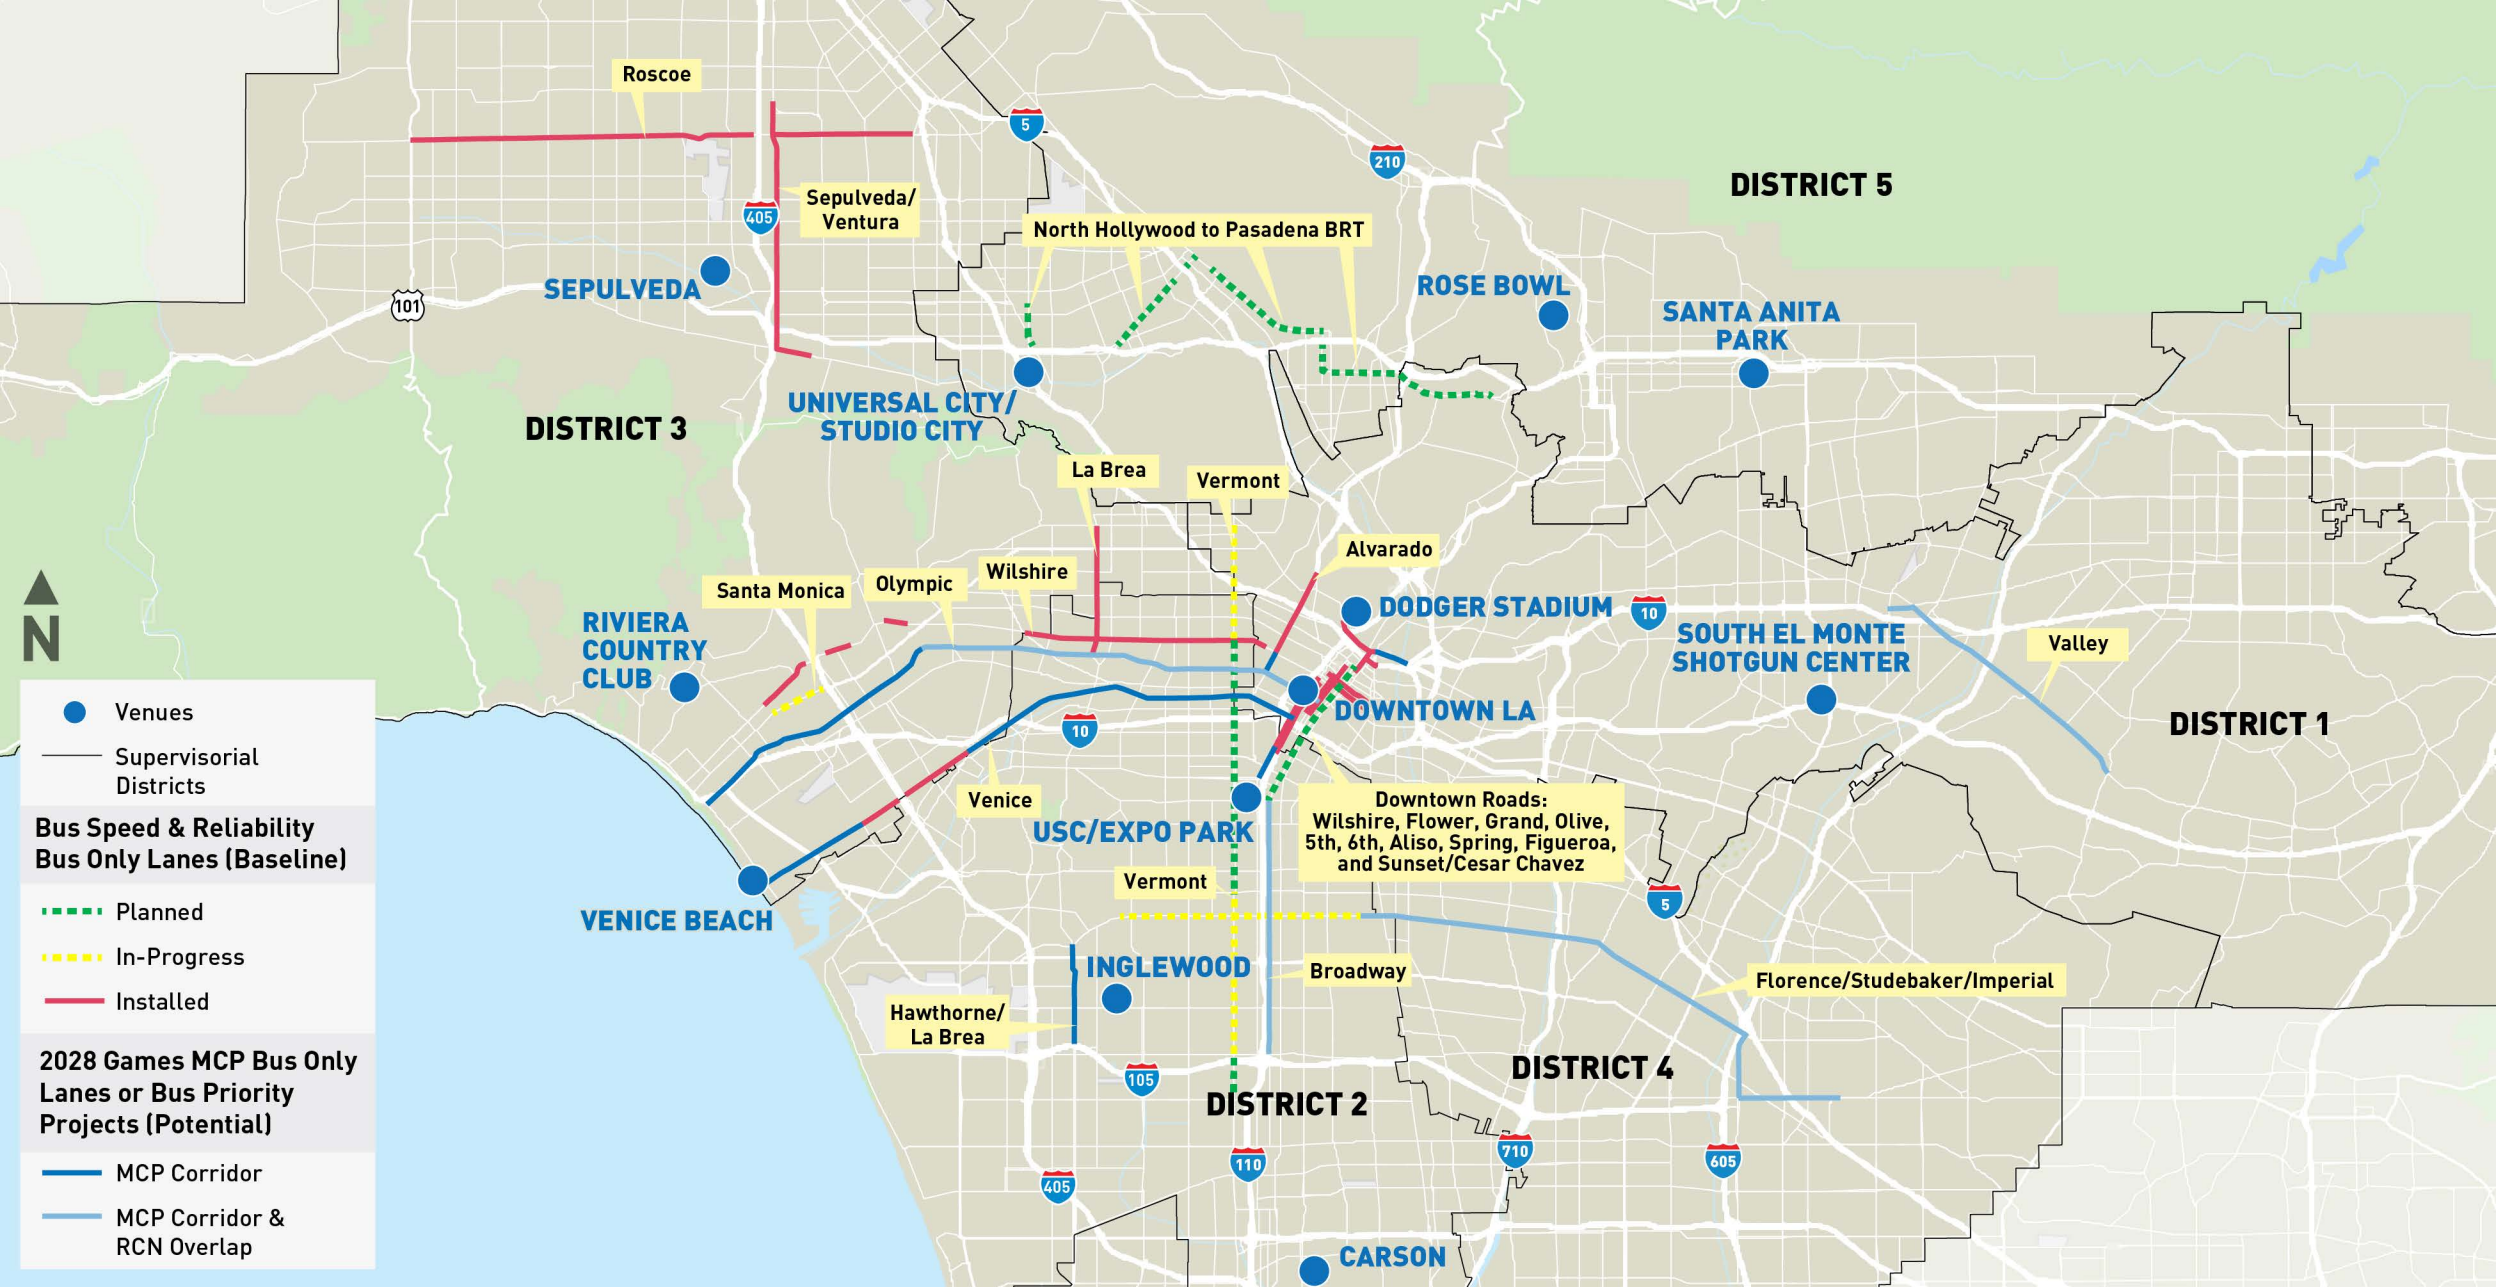 Roscoe
5
210
DISTRICT 5
Sepulveda/
Ventura
405
North Hollywood to Pasadena BRT
SEPULVEDA
101
ROSE BOWL
SANTA ANITA
PARK
UNIVERSAL CITY/
STUDIO CITY
DISTRICT 3
La Brea
Vermont
Alvarado
Wilshire
Olympic
Santa Monica
RIVIERA
COUNTRY
CLUB
DODGER STADIUM
10
SOUTH EL MONTE
SHOTGUN CENTER
Valley
N
DOWNTOWN LA
DISTRICT 1
10
Venice
USC/EXPO PARK
Downtown Roads:
Wilshire, Flower, Grand, Olive,
5th, 6th, Aliso, Spring, Figueroa,
and Sunset/Cesar Chavez
Vermont
5
VENICE BEACH
INGLEWOOD
Broadway
Florence/Studebaker/Imperial
Hawthorne/
La Brea
105
DISTRICT 4
DISTRICT 2
110
710
605
405
CARSON
Venues
Supervisorial
Districts
Bus Speed & Reliability
Bus Only Lanes (Baseline)
Planned
In-Progress
Installed
2028 Games MCP Bus Only
Lanes or Bus Priority
Projects (Potential)
MCP Corridor
MCP Corridor &
RCN Overlap